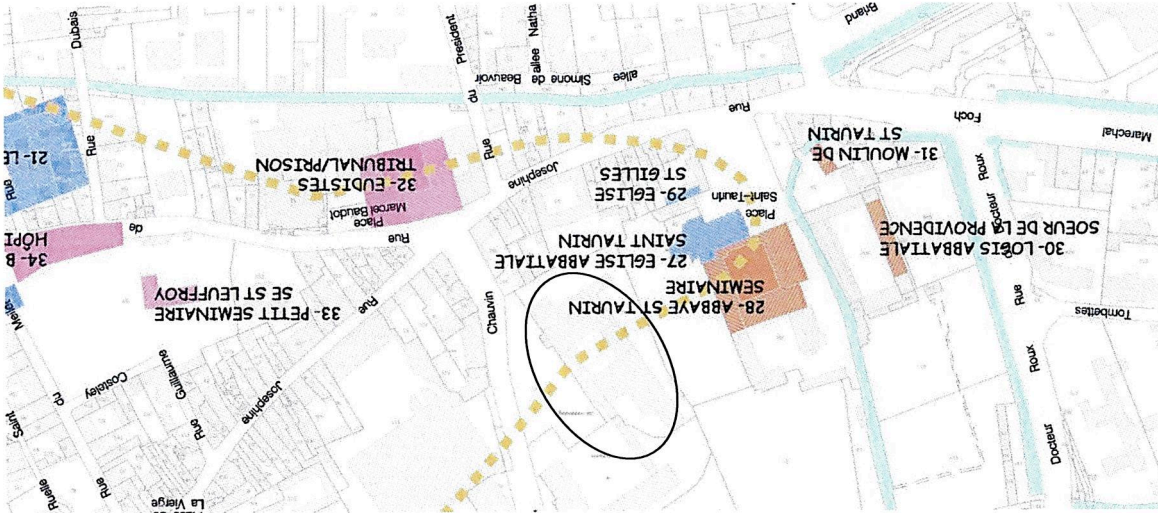 Dubais
Rue
President
du
Rue
allee Natha
allee
Simone de
Beauvoir
Briand
Rue
Foch
Marechal
21- LE
Rue
32- EUDISTES
TRIBUNAL/PRISON
Place
Marcel Baudot
Rue
de
Josephine
29- EGLISE
ST GILLES
Place
Saint-Taurin
31- MOULIN DE
ST TAURIN
30- LOGIS ABBATIALE
SOEUR DE LA PROVIDENCE
27- EGLISE ABBATIALE
SAINT TAURIN
28- ABBAYE ST TAURIN
SEMINAIRE
34- B
HÔPI
33- PETIT SEMINAIRE
SE ST LEUFFROY
Chauvin
Rue
Josephine
Rue
Guillaume
Costeley
du
Saint
Ruelle
Rue
La Vierge
Docteur
Roux
Rue
Roux
Docteur
Tombettes